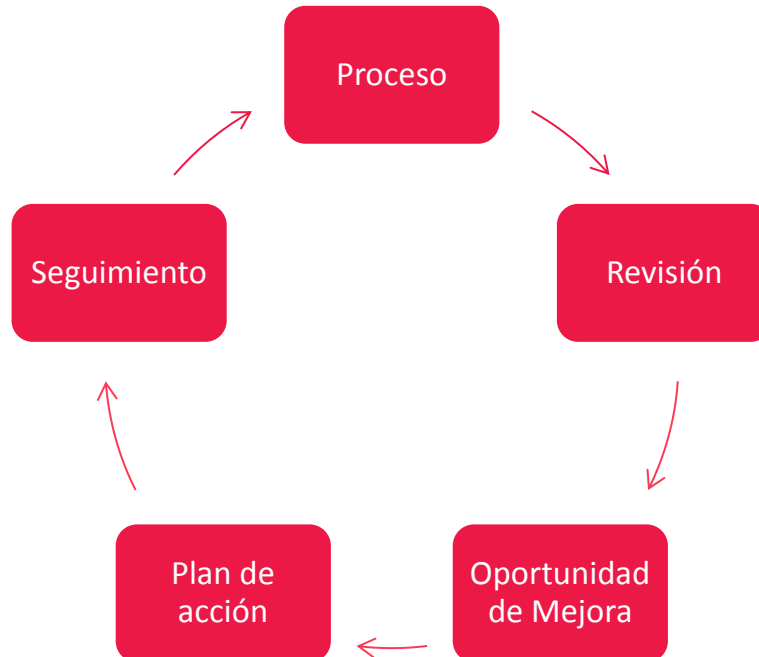 Proceso
Revisión
Oportunidad
de Mejora
Plan de
acción
Seguimiento